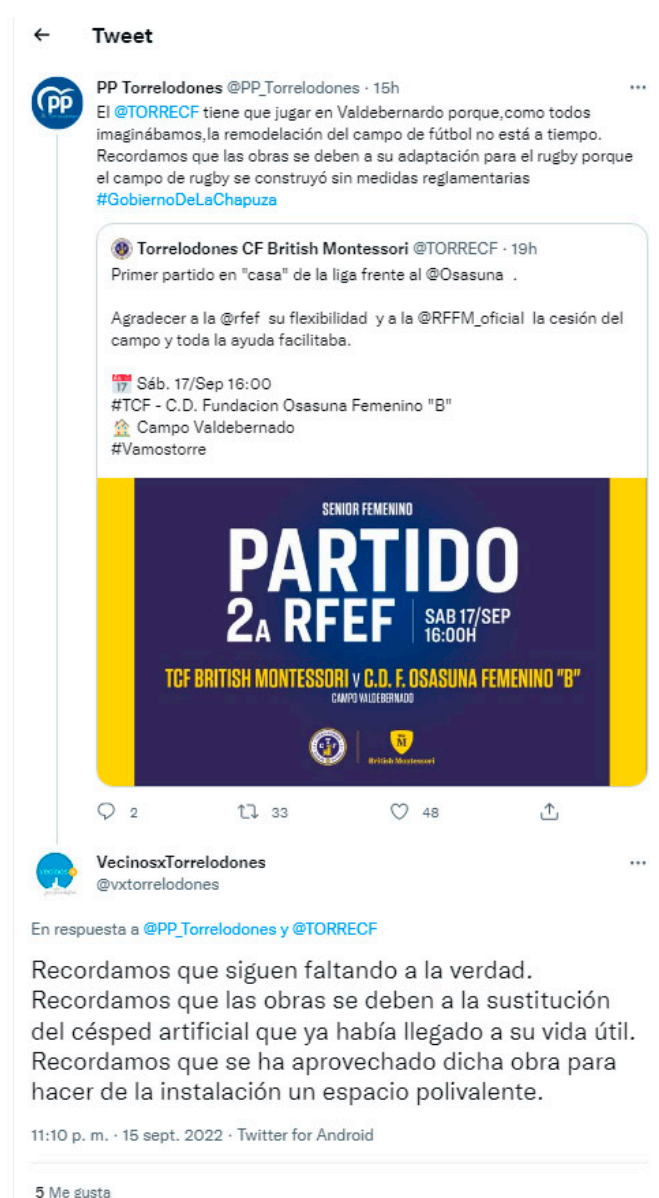 Tweet
PP Torrelodones @PP_Torrelodones · 15h
El @TORRECF tiene que jugar en Valdebernardo porque,como todos
imaginábamos,la remodelación del campo de fútbol no está a tiempo.
Recordamos que las obras se deben a su adaptación para el rugby porque
el campo de rugby se construyó sin medidas reglamentarias
#GobiernoDeLaChapuza
Torrelodones CF British Montessori @TORRECF · 19h
Primer partido en "casa" de la liga frente al @Osasuna .
Agradecer a la @rfef su flexibilidad y a la @RFFM_oficial la cesión del
campo y toda la ayuda facilitaba.
Sáb. 17/Sep 16:00
#TCF - C.D. Fundacion Osasuna Femenino "B"
Campo Valdebernado
#Vamostorre
SENIOR FEMENINO
PARTIDO
2A RFEF
SAB 17/SEP
16:00H
TCF BRITISH MONTESSORI V C.D. F. OSASUNA FEMENINO "B"
CAMPO VALDEBERNADO
British Montessori
2 33 48
VecinosxTorrelodones
@vxtorrelodones
En respuesta a @PP_Torrelodones y @TORRECF
Recordamos que siguen faltando a la verdad.
Recordamos que las obras se deben a la sustitución
del césped artificial que ya había llegado a su vida útil.
Recordamos que se ha aprovechado dicha obra para
hacer de la instalación un espacio polivalente.
11:10 p. m. · 15 sept. 2022 · Twitter for Android
5 Me gusta